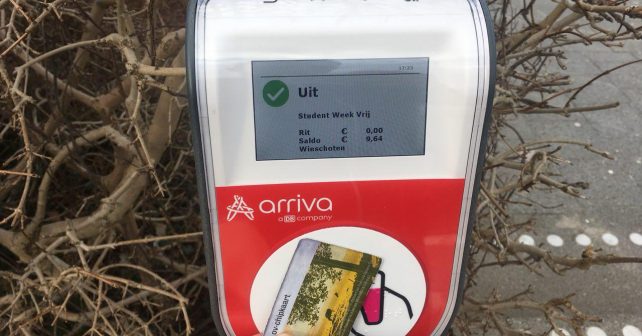 Uit
Student Week Vrij
Rit € 0,00
Saldo € 9,64
Winschoten
arriva
a DB company
ov-chipkaart